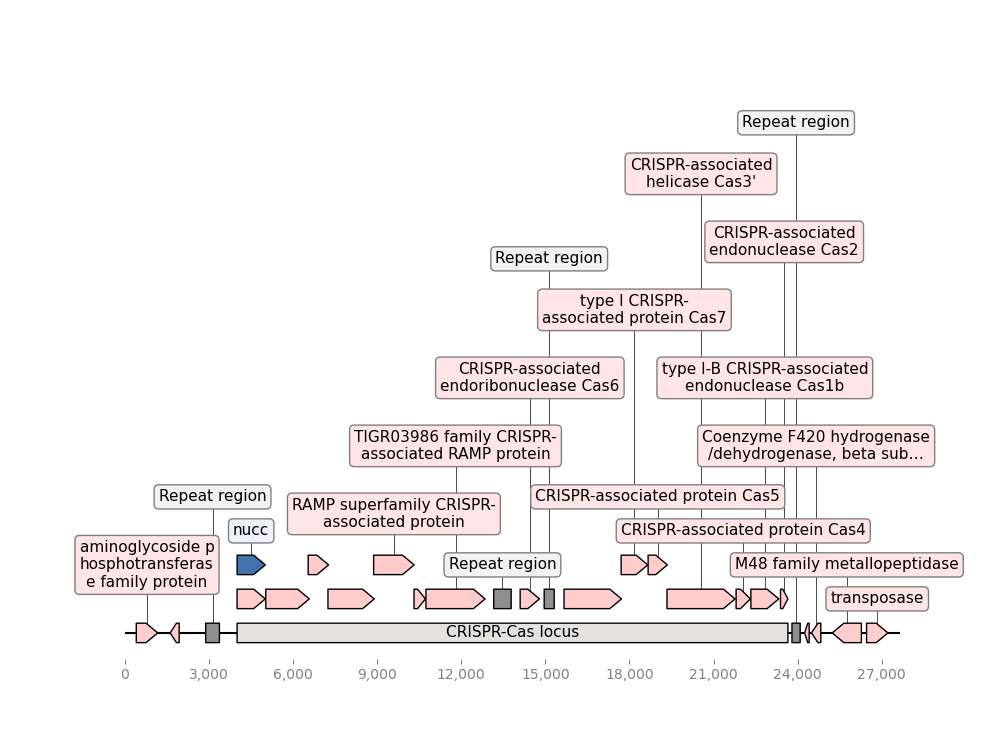 Repeat region
CRISPR-associated
helicase Cas3'
CRISPR-associated
endonuclease Cas2
Repeat region
type I CRISPR-
associated protein Cas7
CRISPR-associated
endoribonuclease Cas6
type I-B CRISPR-associated
endonuclease Cas1b
TIGR03986 family CRISPR-
associated RAMP protein
Coenzyme F420 hydrogenase
/dehydrogenase, beta sub...
Repeat region
RAMP superfamily CRISPR-
associated protein
CRISPR-associated protein Cas5
nucc
CRISPR-associated protein Cas4
aminoglycoside p
hosphotransferas
e family protein
Repeat region
M48 family metallopeptidase
transposase
CRISPR-Cas locus
0
3,000
6,000
9,000
12,000
15,000
18,000
21,000
24,000
27,000